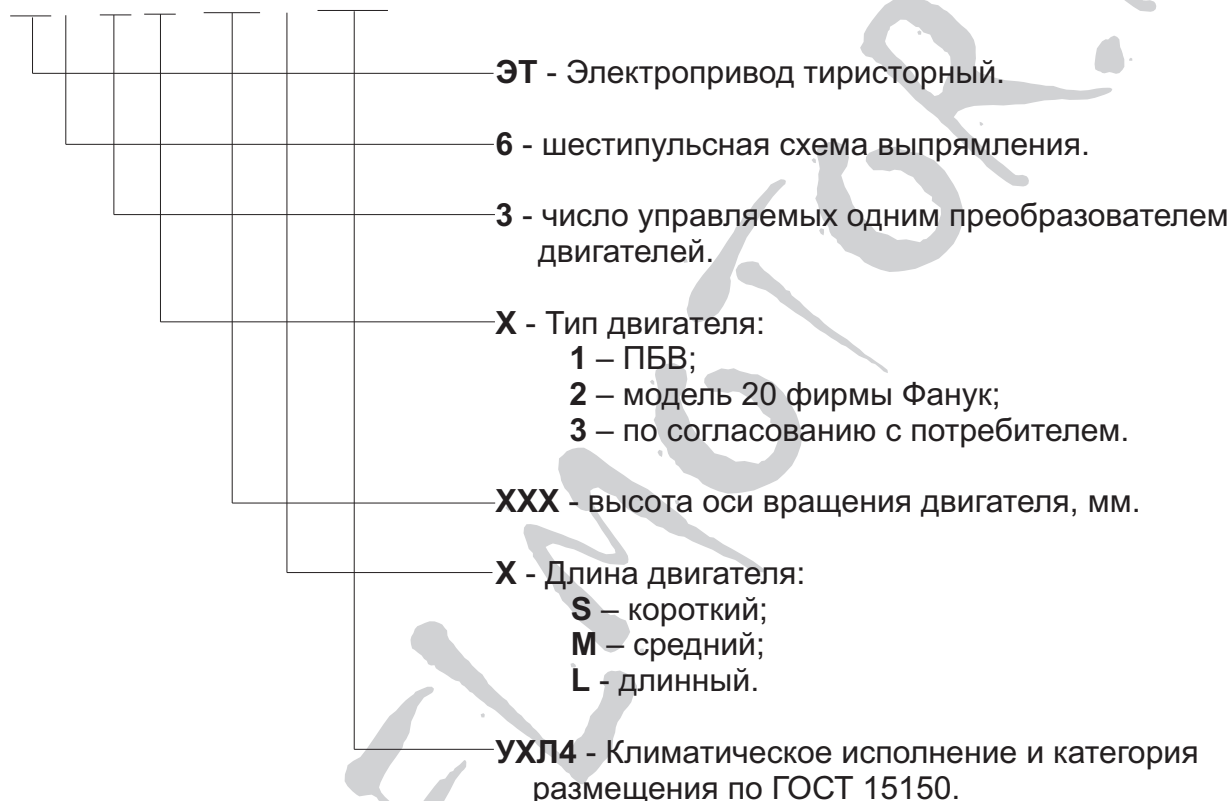 ЭТ - Электропривод тиристорный.
6 - шестипульсная схема выпрямления.
3 - число управляемых одним преобразователем
двигателей.
Х - Тип двигателя:
1 – ПБВ;
2 – модель 20 фирмы Фанук;
3 – по согласованию с потребителем.
ХХХ - высота оси вращения двигателя, мм.
Х - Длина двигателя:
S – короткий;
M – средний;
L - длинный.
УХЛ4 - Климатическое исполнение и категория
размещения по ГОСТ 15150.
ELMOTOR.